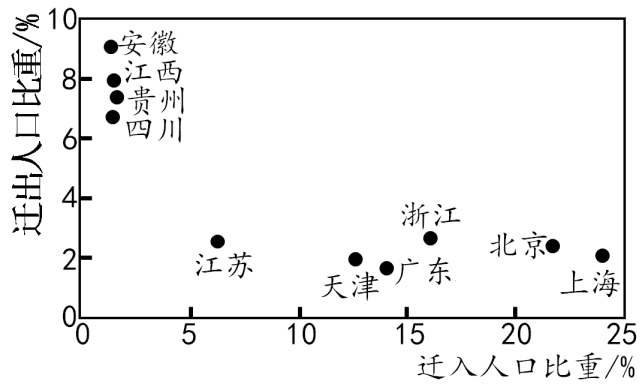 迁出人口比重/%
10
8
6
4
2
0
安徽
江西
贵州
四川
江苏
天津
广东
浙江
北京
上海
0 5 10 15 20 25
迁入人口比重/%